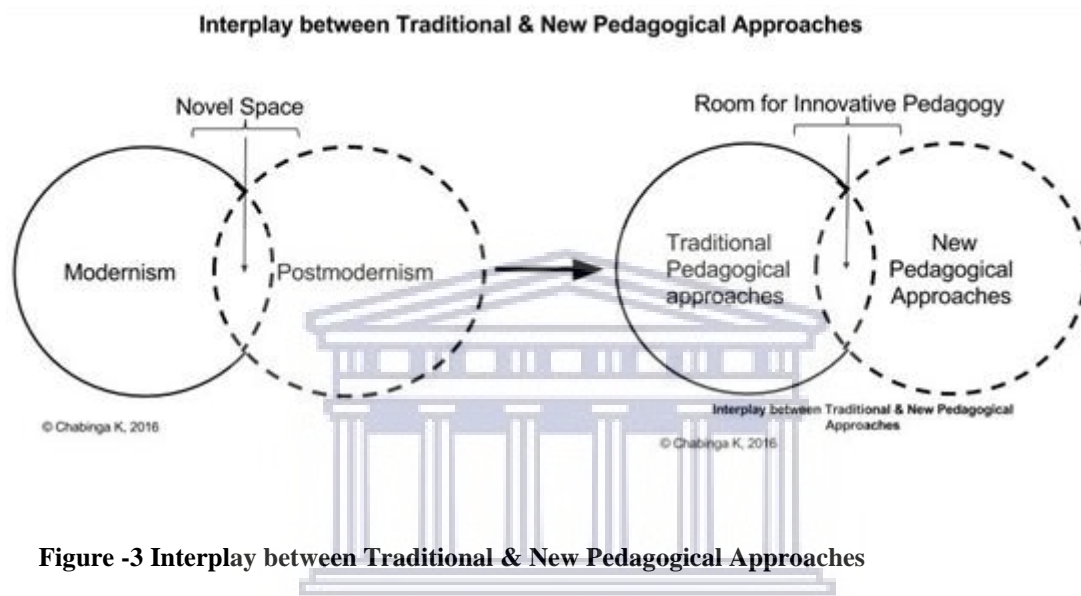 Interplay between Traditional & New Pedagogical Approaches
Novel Space
Modernism
Postmodernism
© Chabinga K, 2016
Room for Innovative Pedagogy
Traditional
Pedagogical
approaches
New
Pedagogical
Approaches
Interplay between Traditional & New Pedagogical
Approaches
© Chabinga K, 2016
Figure -3 Interplay between Traditional & New Pedagogical Approaches